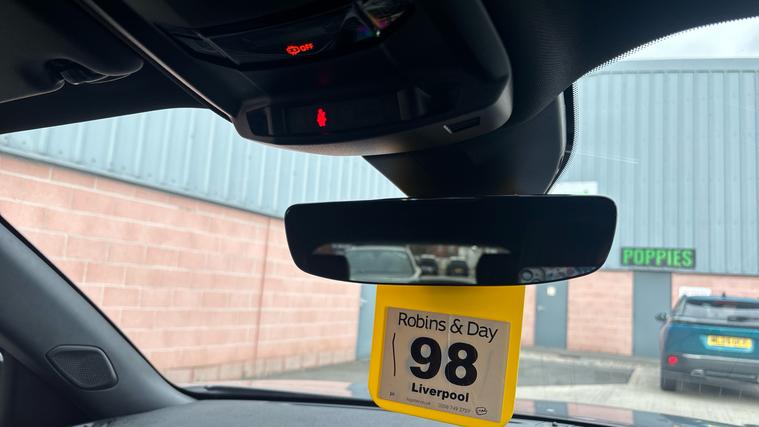 OFF
POPPIES
Robins & Day
98
Liverpool